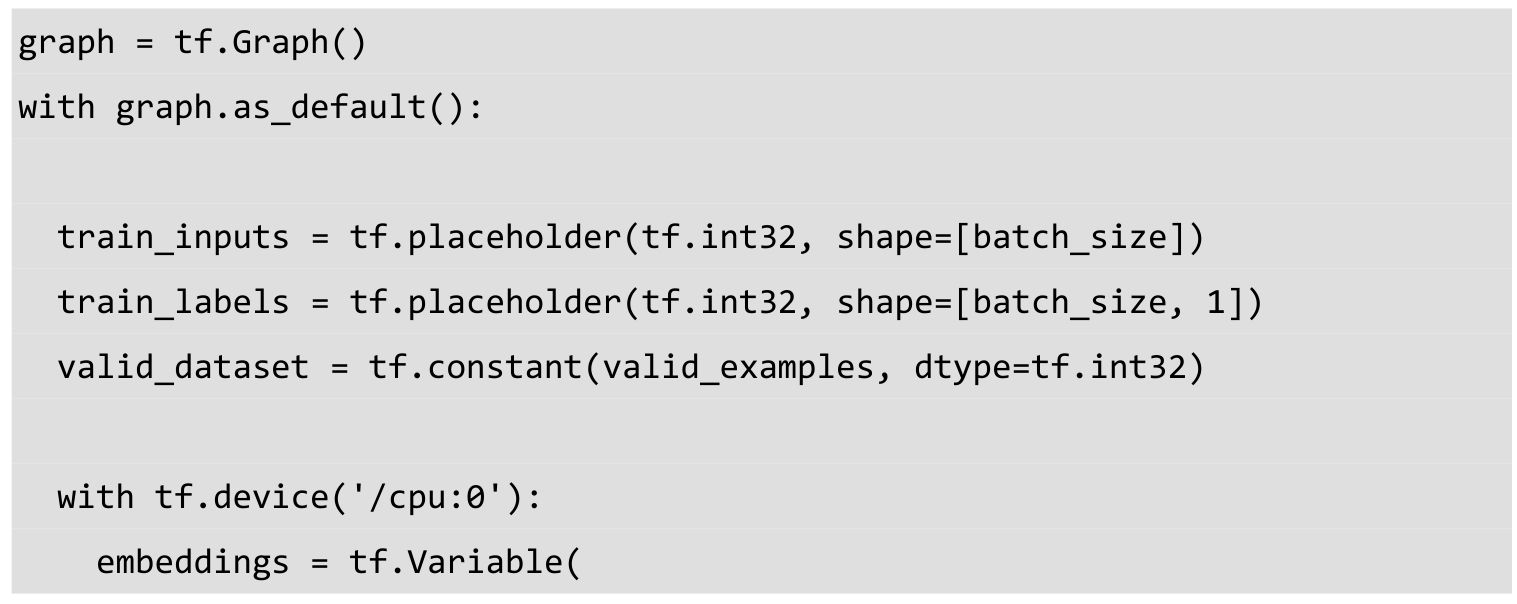 graph = tf.Graph()
with graph.as_default():
  train_inputs = tf.placeholder(tf.int32, shape=[batch_size])
  train_labels = tf.placeholder(tf.int32, shape=[batch_size, 1])
  valid_dataset = tf.constant(valid_examples, dtype=tf.int32)
  with tf.device('/cpu:0'):
    embeddings = tf.Variable(